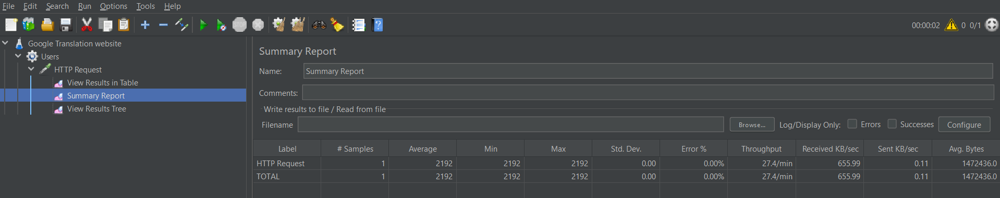 File Edit Search Run Options Tools Help
STOP ? 00:00:02 0 0/1
Google Translation website
Users
HTTP Request
View Results in Table
Summary Report
View Results Tree
Summary Report
Name: Summary Report
Comments:
Write results to file / Read from file
Filename Browse... Log/Display Only: Errors Successes Configure
Label # Samples Average Min Max Std. Dev. Error % Throughput Received KB/sec Sent KB/sec Avg. Bytes
HTTP Request 1 2192 2192 2192 0.00 0.00% 27.4/min 655.99 0.11 1472436.0
TOTAL 1 2192 2192 2192 0.00 0.00% 27.4/min 655.99 0.11 1472436.0